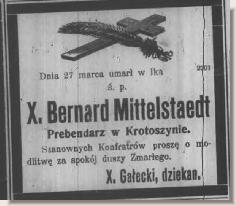 Dnia 27 marca umarł w Ika
ś. p.
X. Bernard Mittelstaedt
Prebendarz w Krotoszynie.
Szanownych Konfratrów proszę o mo-
dlitwę za spokój duszy Zmarłego.
X. Gałecki, dziekan.